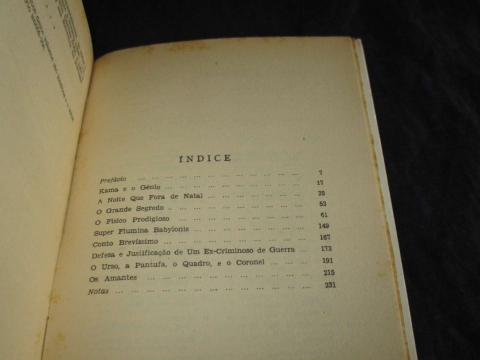 ÍNDICE
Prefácio ... ... ... ... ... ... ... ... ... ... ... 7
Kama e o Génio ... ... ... ... ... ... ... ... ... 17
A Noite Que Fora de Natal ... ... ... ... ... ... 35
O Grande Segredo ... ... ... ... ... ... ... ... 53
O Físico Prodigioso ... ... ... ... ... ... ... ... 61
Super Flumina Babylonis ... ... ... ... ... ... 149
Conto Brevíssimo ... ... ... ... ... ... ... ... 167
Defesa e Justificação de Um Ex-Criminoso de Guerra ... 173
O Urso, a Pantufa, o Quadro, e o Coronel ... ... ... 191
Os Amantes ... ... ... ... ... ... ... ... ... ... 215
Notas ... ... ... ... ... ... ... ... ... ... ... 231